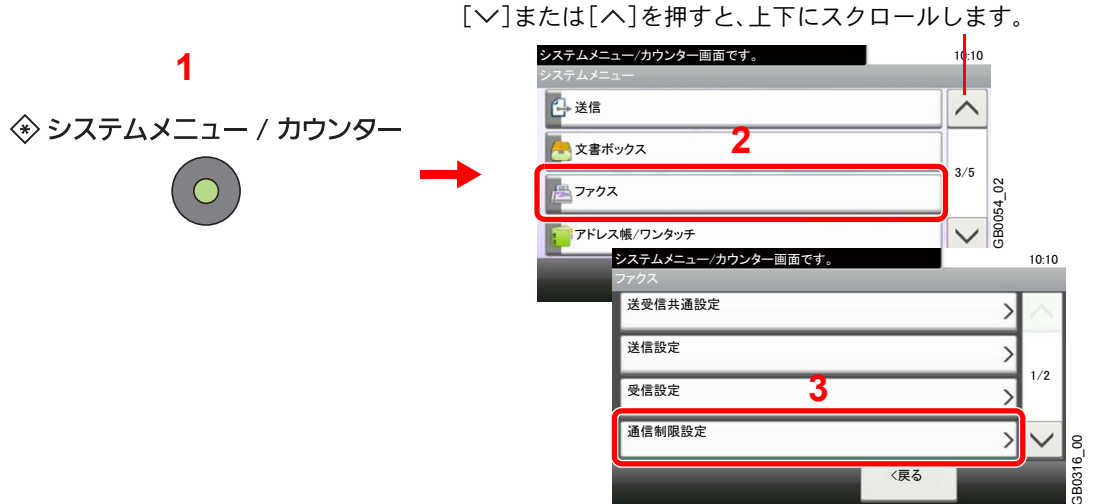 [∨]または[∧]を押すと、上下にスクロールします。
1
システムメニュー / カウンター
システムメニュー/カウンター画面です。
10:10
システムメニュー
送信
文書ボックス
2
ファクス
3/5
アドレス帳/ワンタッチ
GB0054_02
システムメニュー/カウンター画面です。
10:10
ファクス
送受信共通設定
送信設定
1/2
受信設定
3
通信制限設定
<戻る
GB0316_00